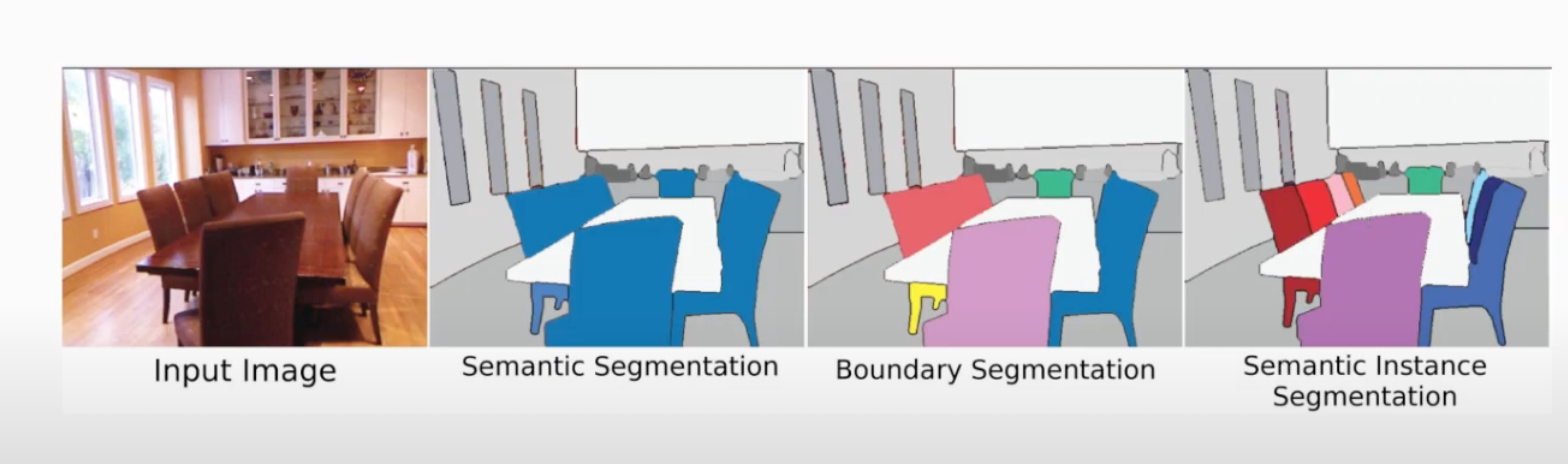 Input Image
Semantic Segmentation
Boundary Segmentation
Semantic Instance
Segmentation